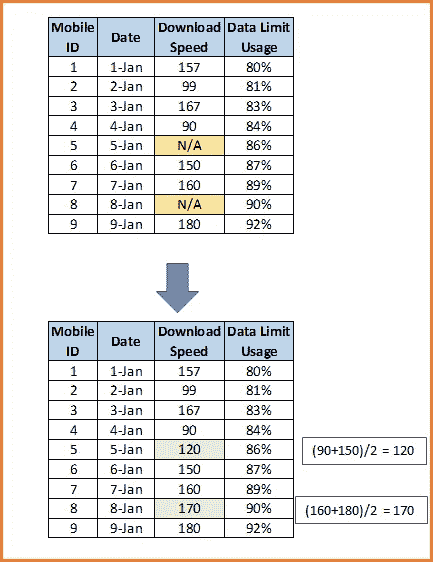 Mobile ID Date Download Speed Data Limit Usage
1 1-Jan 157 80%
2 2-Jan 99 81%
3 3-Jan 167 83%
4 4-Jan 90 84%
5 5-Jan N/A 86%
6 6-Jan 150 87%
7 7-Jan 160 89%
8 8-Jan N/A 90%
9 9-Jan 180 92%
Mobile ID Date Download Speed Data Limit Usage
1 1-Jan 157 80%
2 2-Jan 99 81%
3 3-Jan 167 83%
4 4-Jan 90 84%
5 5-Jan 120 86% (90+150)/2 = 120
6 6-Jan 150 87%
7 7-Jan 160 89%
8 8-Jan 170 90% (160+180)/2 = 170
9 9-Jan 180 92%